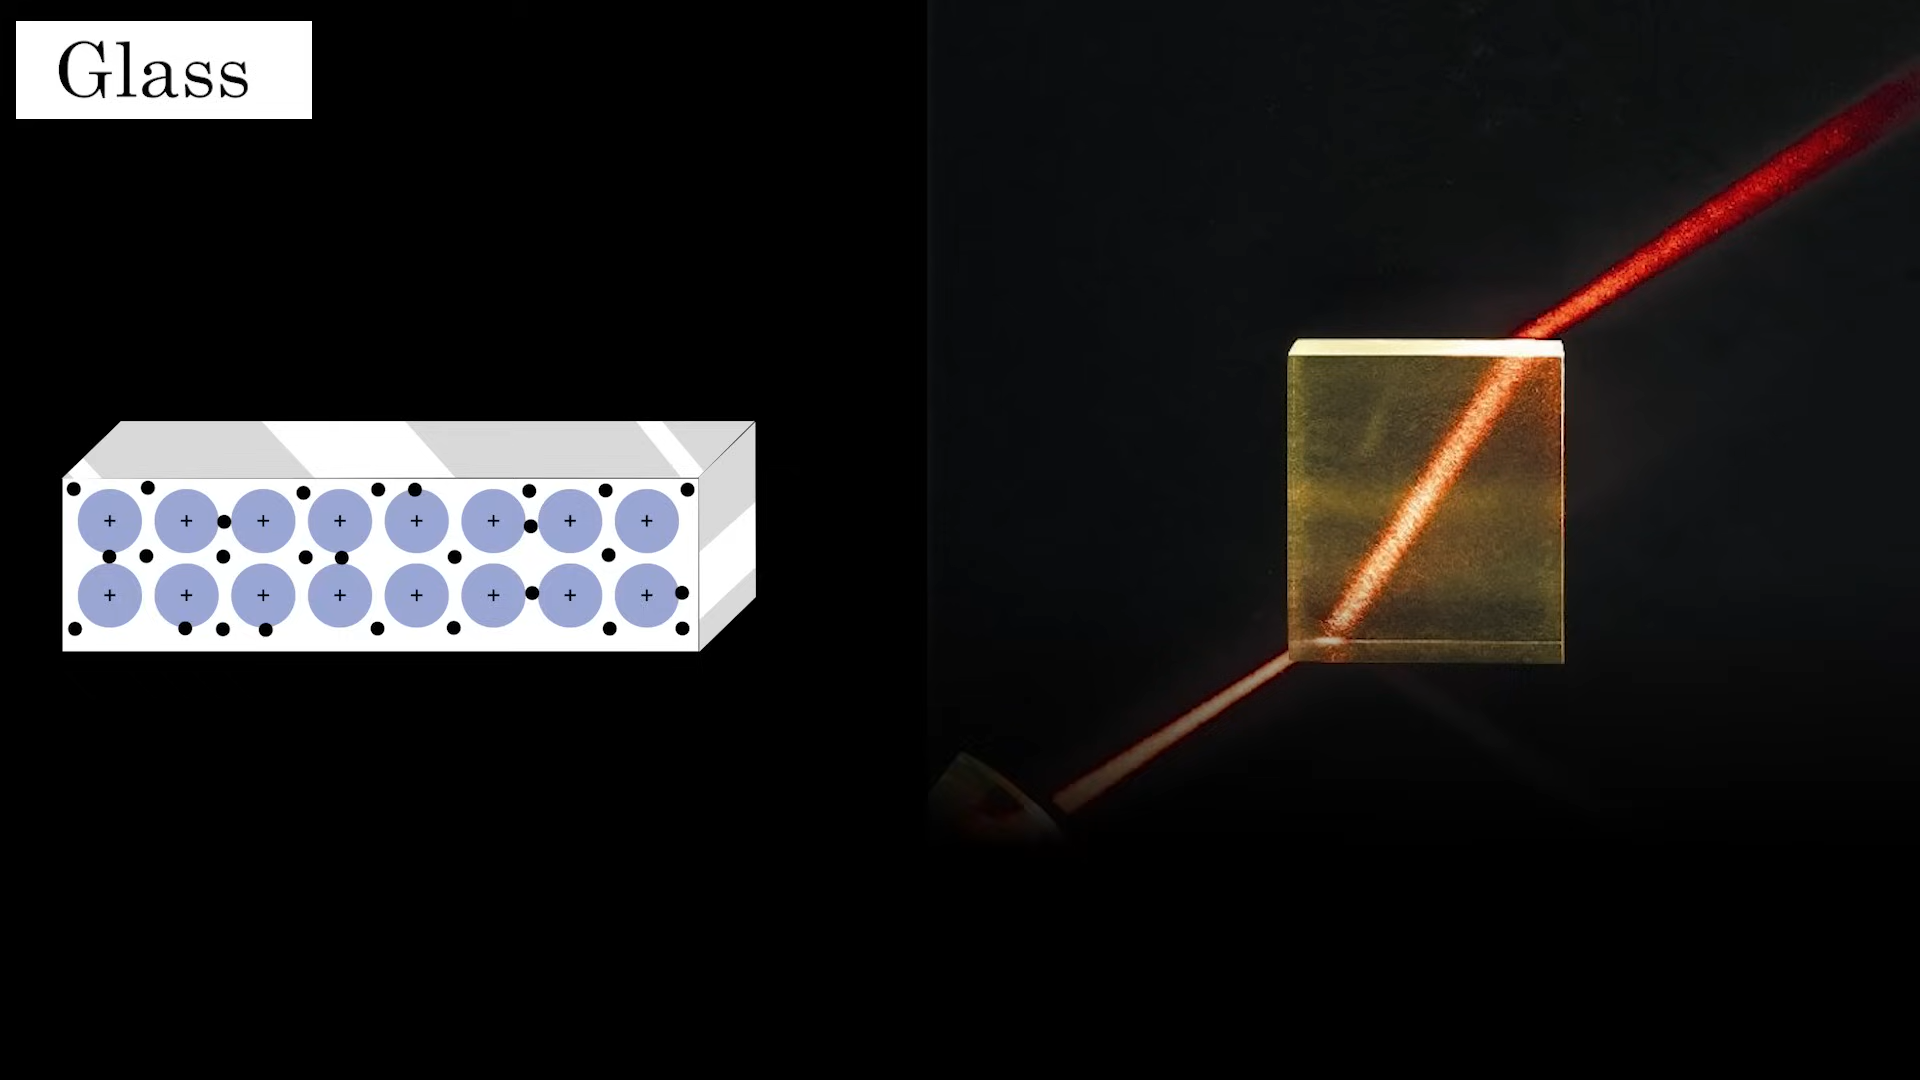 Glass
+ + + + + + + +
+ + + + + + + +